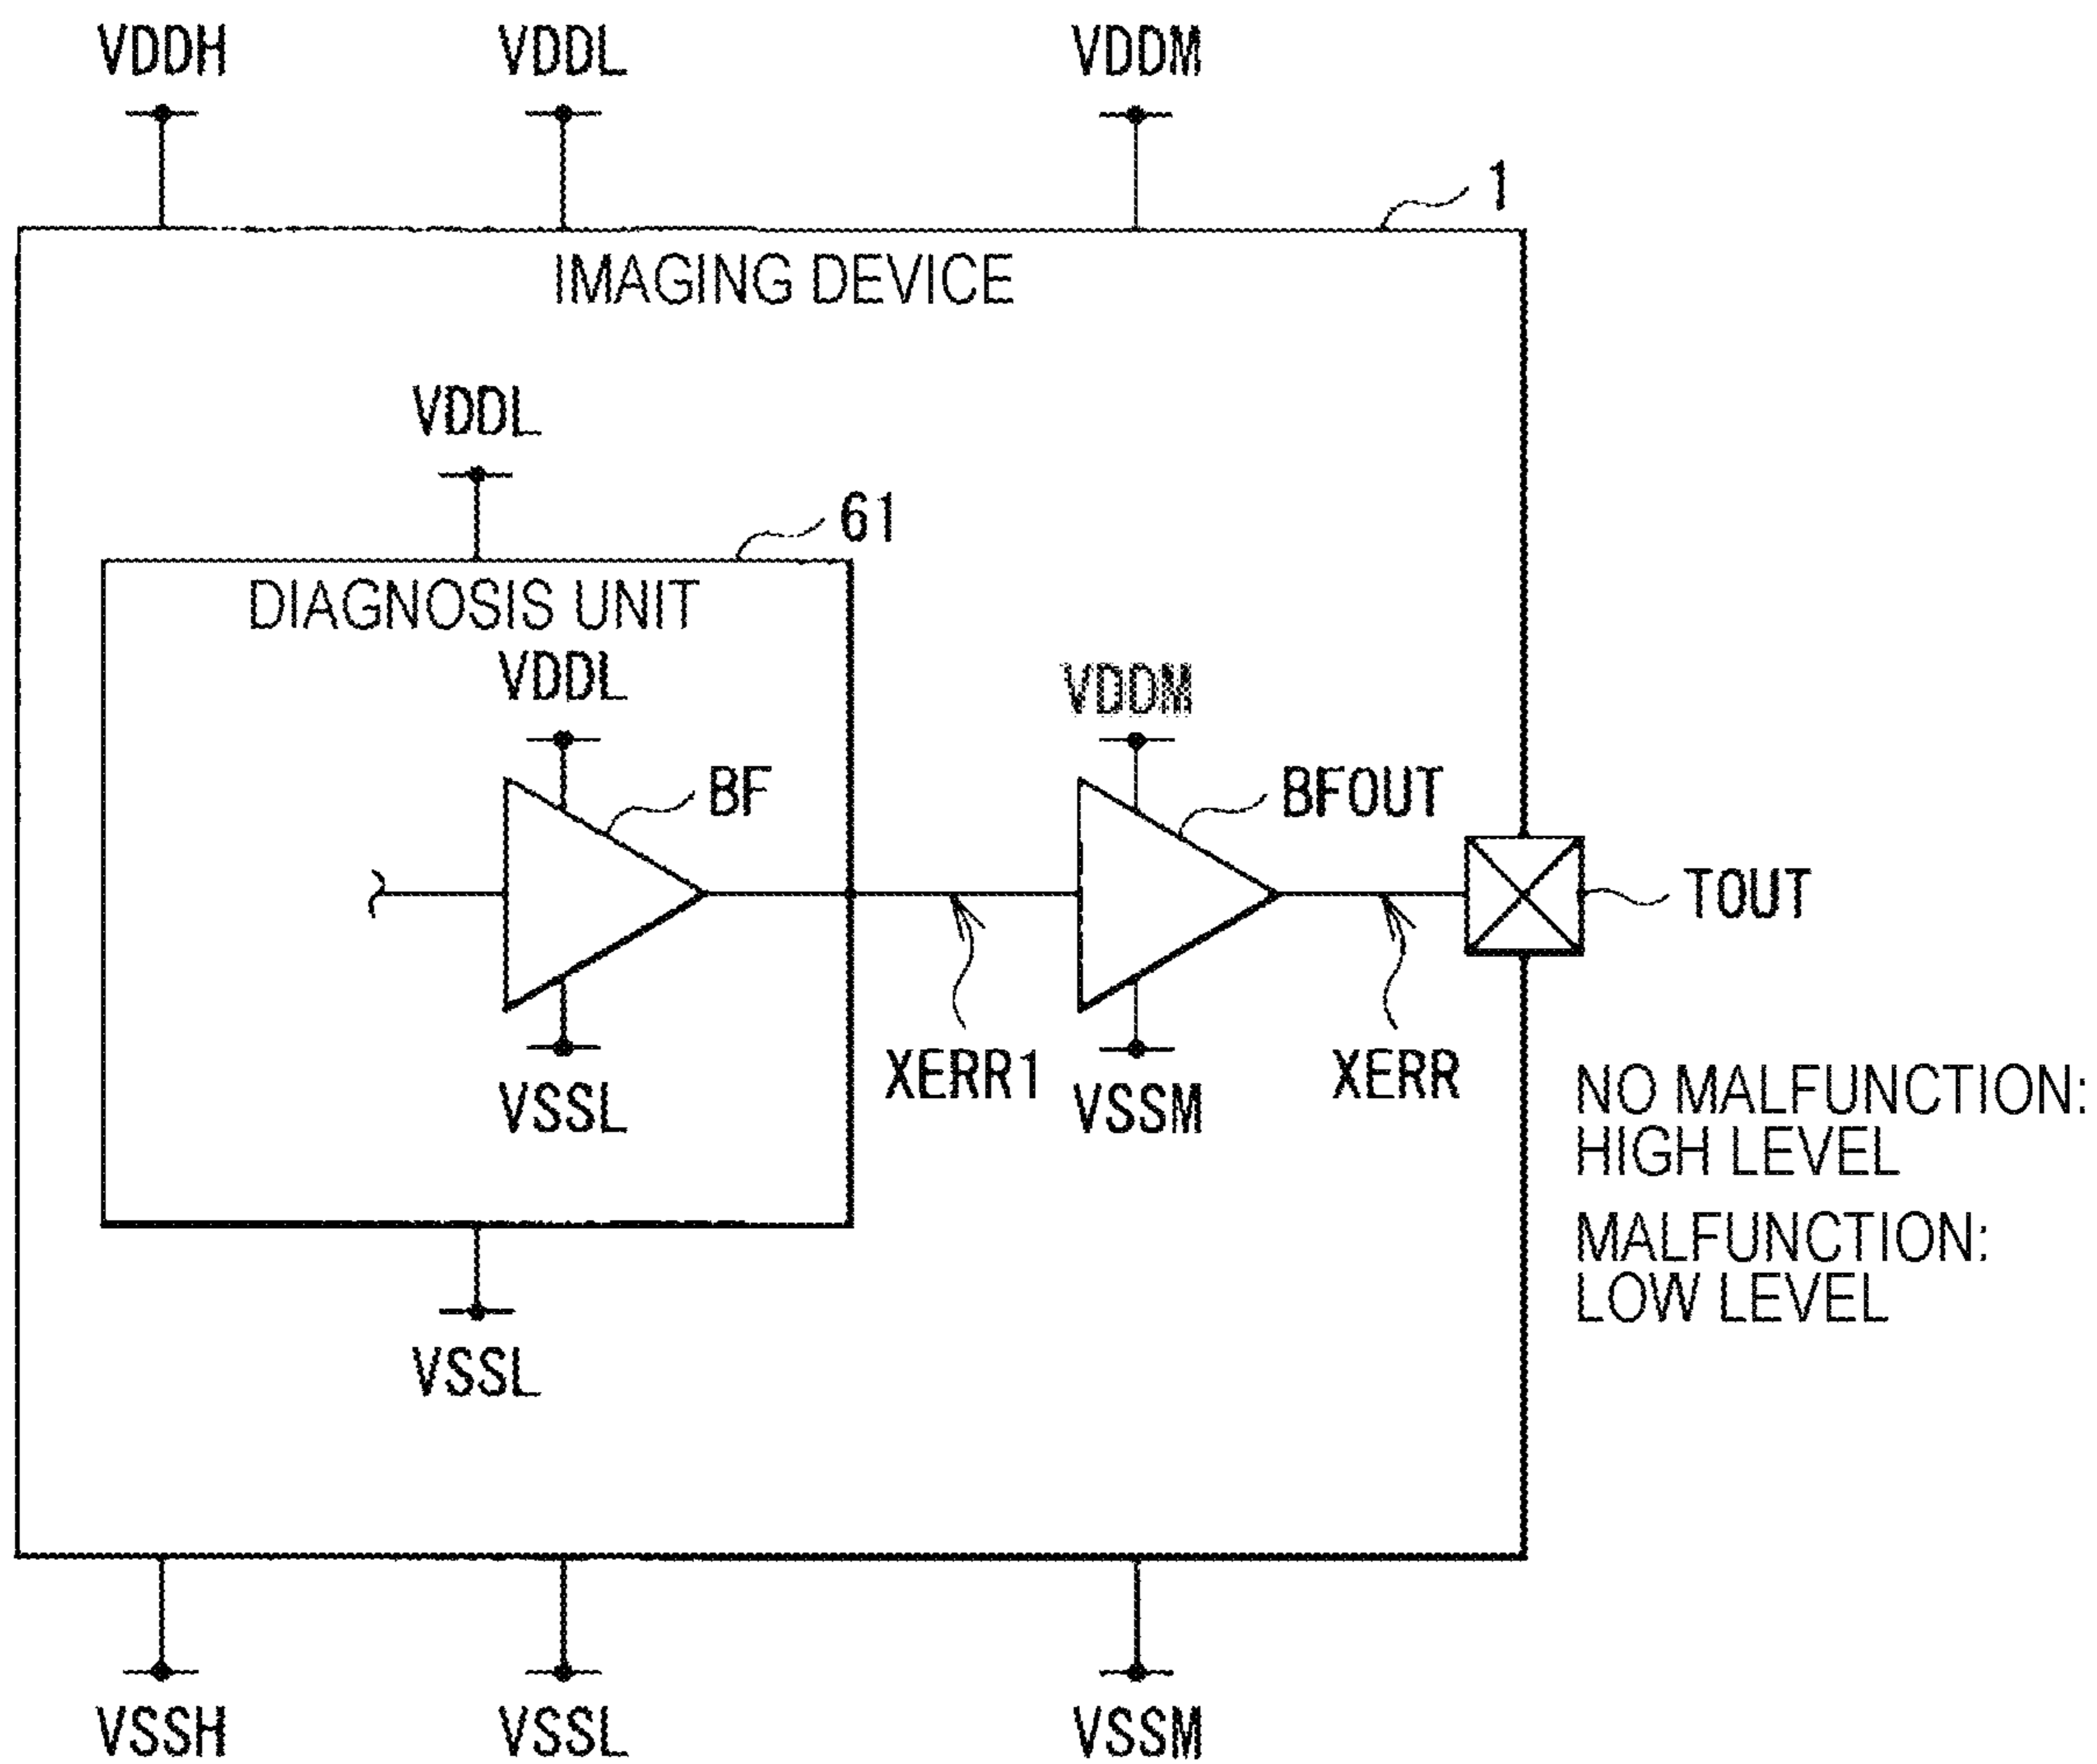 VDDH
VDDL
VDDM
1
IMAGING DEVICE
VDDL
61
DIAGNOSIS UNIT
VDDL
VDDM
BF
BFOUT
TOUT
VSSL
XERR1
VSSM
XERR
NO MALFUNCTION:
HIGH LEVEL
MALFUNCTION:
LOW LEVEL
VSSL
VSSH
VSSL
VSSM